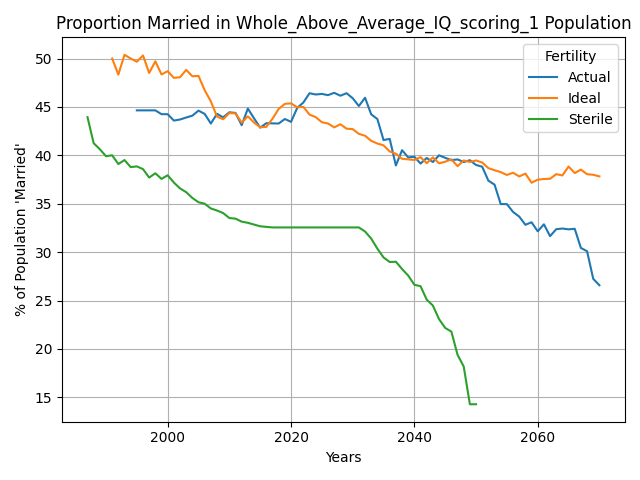 Proportion Married in Whole_Above_Average_IQ_scoring_1 Population
% of Population 'Married'
50
45
40
35
30
25
20
15
2000
2020
2040
2060
Years
Fertility
Actual
Ideal
Sterile